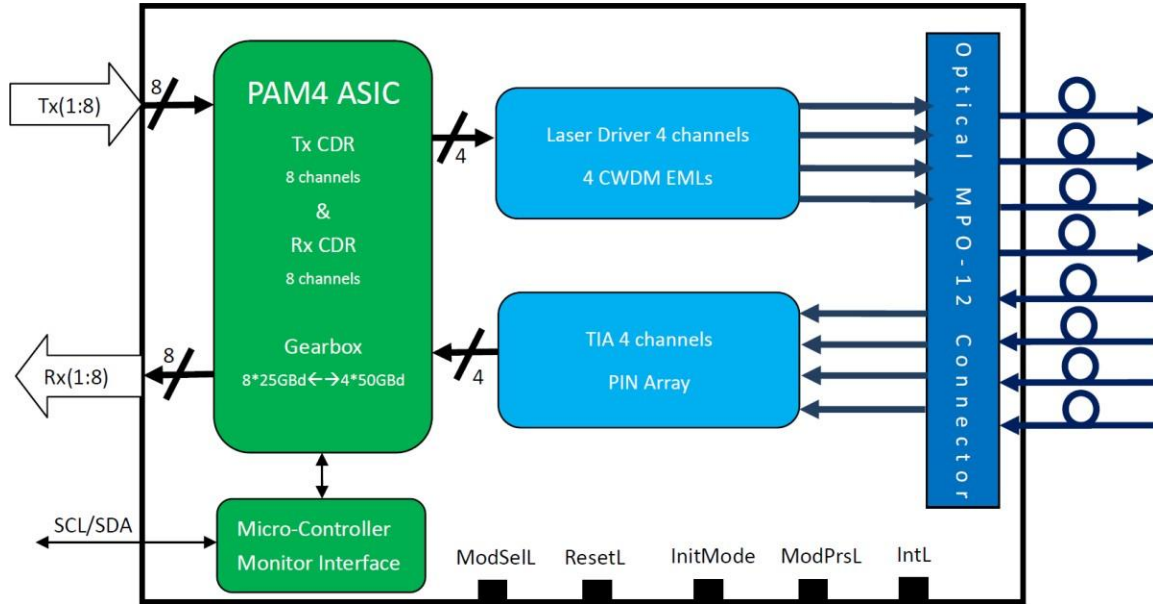 Tx(1:8)
8
PAM4 ASIC
Tx CDR
8 channels
&
Rx CDR
8 channels
Gearbox
8*25GBd←→4*50GBd
4
Laser Driver 4 channels
4 CWDM EMLs
Optical MPO-12 Connector
Rx(1:8)
8
4
TIA 4 channels
PIN Array
SCL/SDA
Micro-Controller
Monitor Interface
ModSelL
ResetL
InitMode
ModPrsL
IntL